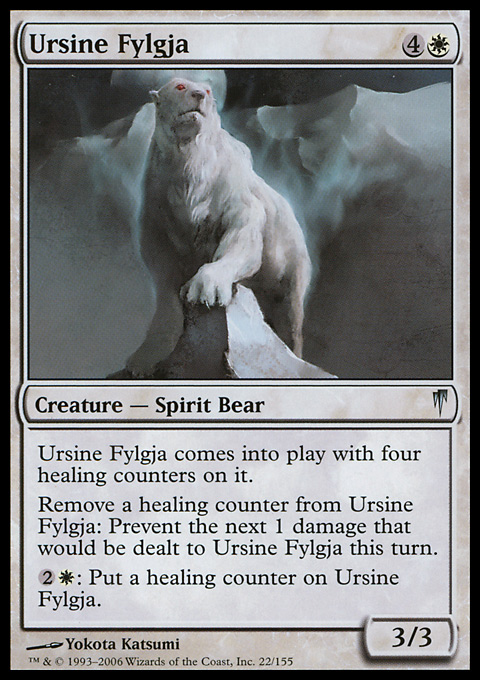 Ursine Fylgja 4
Creature — Spirit Bear
Ursine Fylgja comes into play with four
healing counters on it.
Remove a healing counter from Ursine
Fylgja: Prevent the next 1 damage that
would be dealt to Ursine Fylgja this turn.
2 : Put a healing counter on Ursine
Fylgja.
Yokota Katsumi
3/3
™ & © 1993–2006 Wizards of the Coast, Inc. 22/155